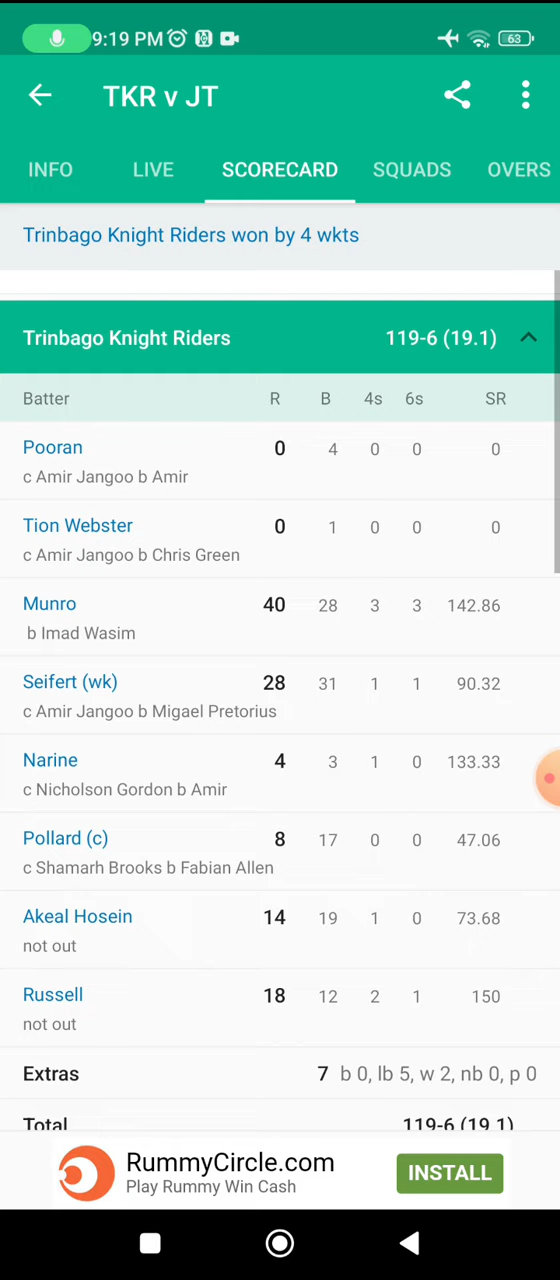 9:19 PM 63
TKR v JT
INFO LIVE SCORECARD SQUADS OVERS
Trinbago Knight Riders won by 4 wkts
Trinbago Knight Riders 119-6 (19.1)
Batter R B 4s 6s SR
Pooran 0 4 0 0 0
c Amir Jangoo b Amir
Tion Webster 0 1 0 0 0
c Amir Jangoo b Chris Green
Munro 40 28 3 3 142.86
b Imad Wasim
Seifert (wk) 28 31 1 1 90.32
c Amir Jangoo b Migael Pretorius
Narine 4 3 1 0 133.33
c Nicholson Gordon b Amir
Pollard (c) 8 17 0 0 47.06
c Shamarh Brooks b Fabian Allen
Akeal Hosein 14 19 1 0 73.68
not out
Russell 18 12 2 1 150
not out
Extras 7 b 0, lb 5, w 2, nb 0, p 0
Total 119-6 (19.1)
RummyCircle.com
Play Rummy Win Cash
INSTALL